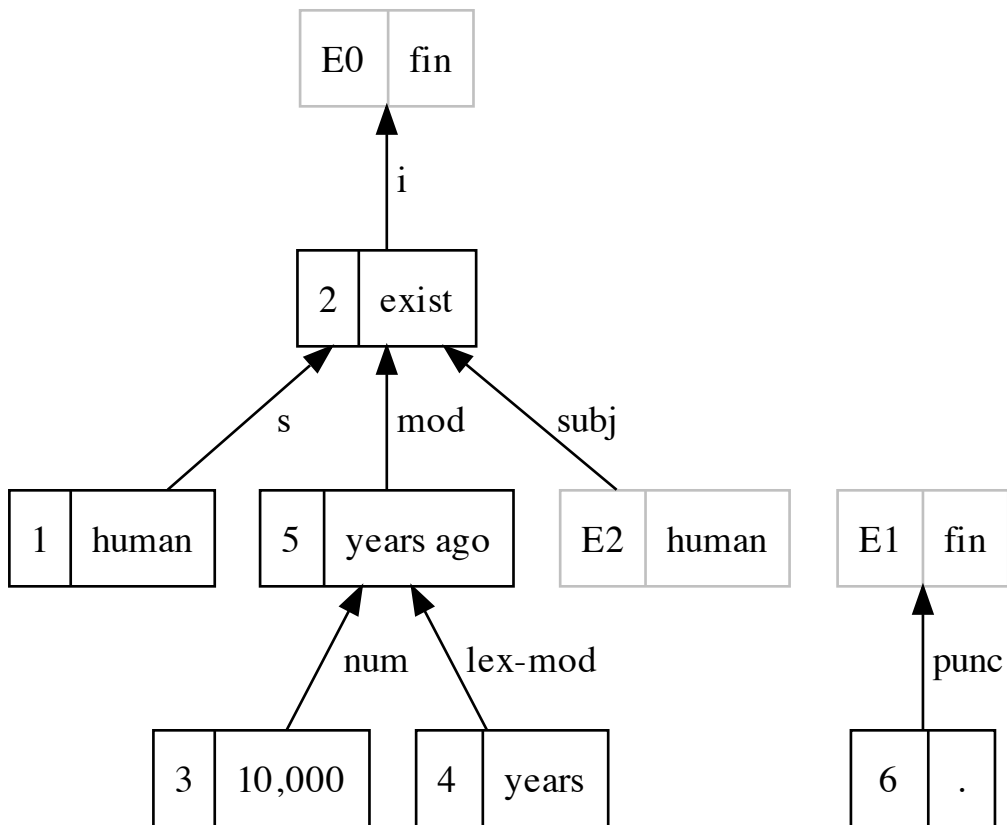 E0 fin
i
2 exist
s mod subj
1 human 5 years ago E2 human E1 fin
num lex-mod punc
3 10,000 4 years 6 .